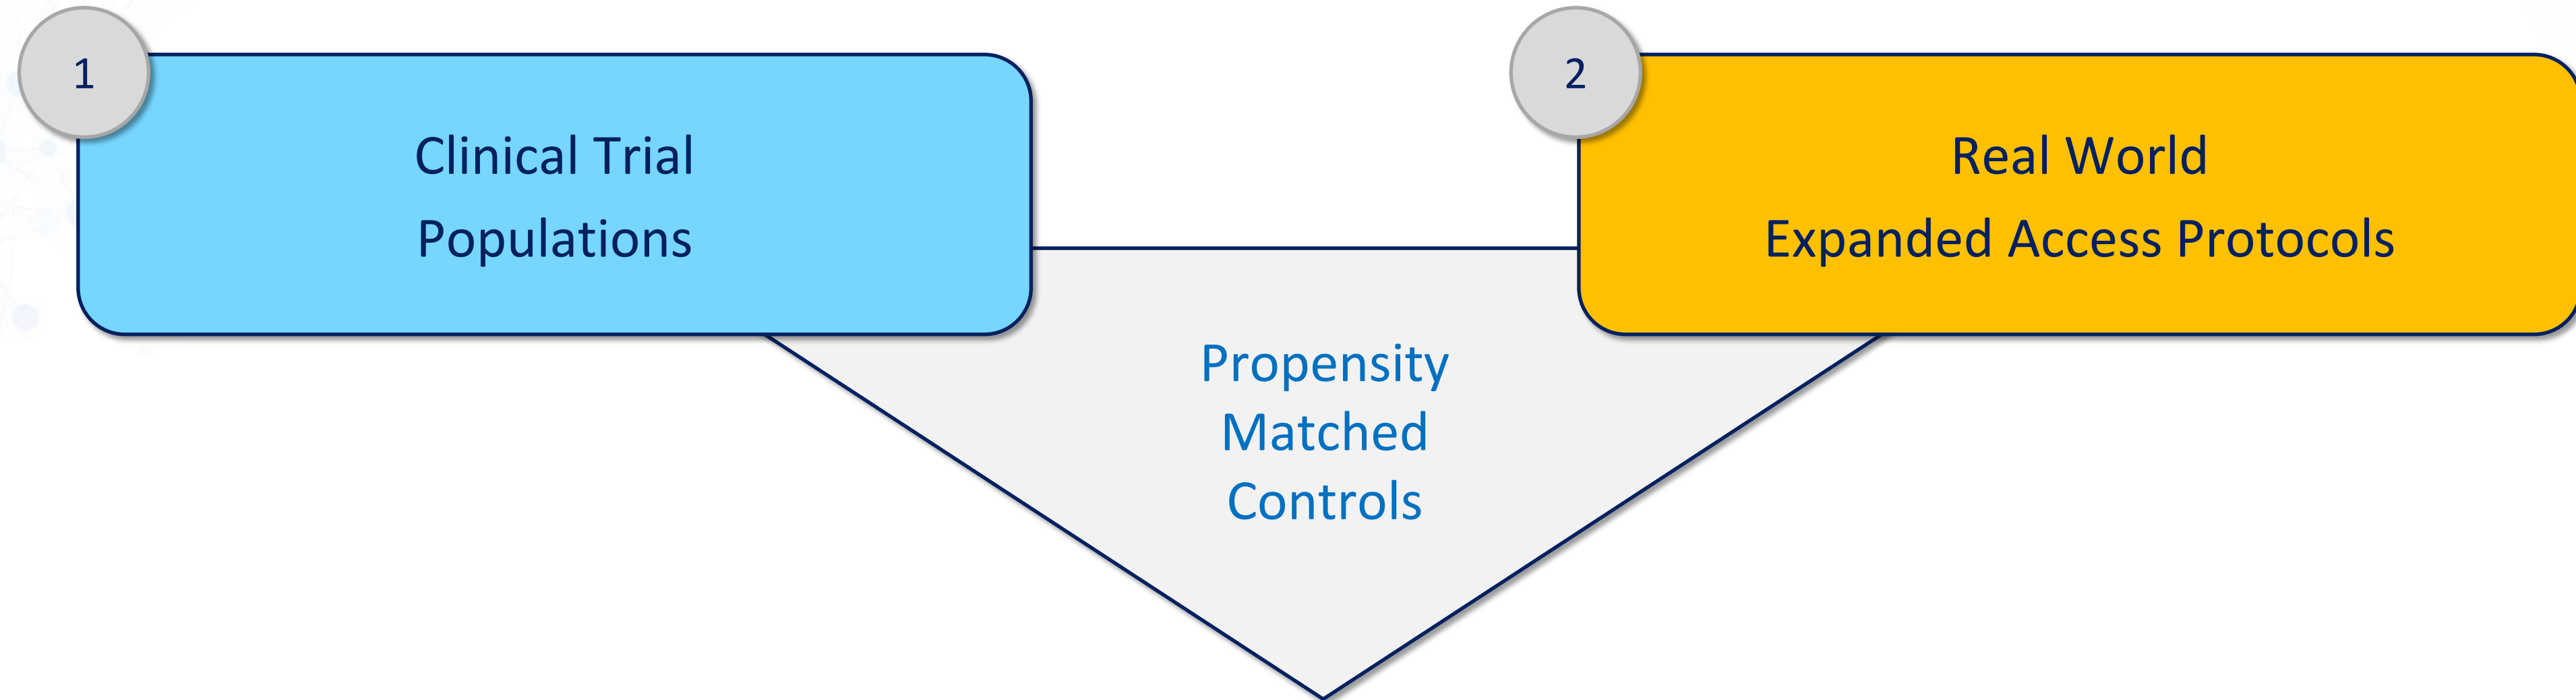 1
Clinical Trial
Populations
2
Real World
Expanded Access Protocols
Propensity
Matched
Controls